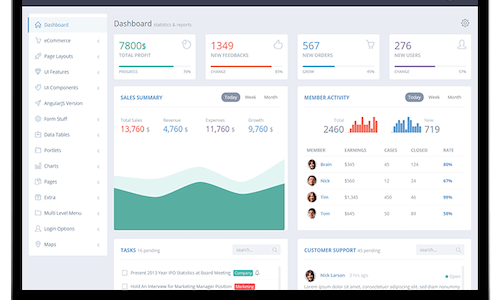 Dashboard
eCommerce
Page Layouts
UI Features
UI Components
AngularJS Version
Form Stuff
Data Tables
Portlets
Charts
Pages
Extra
Multi Level Menu
Login Options
Maps
Dashboard statistics & reports
7800$
TOTAL PROFIT
PROGRESS 76%
1349
NEW FEEDBACKS
CHANGE 85%
567
NEW ORDERS
GROW 45%
276
NEW USERS
CHANGE 57%
SALES SUMMARY Today Week Month
Total Sales Revenue Expenses Growth
13,760 $ 4,760 $ 11,760 $ 9,760 $
MEMBER ACTIVITY Today Week Month
Total
2460
New
719
MEMBER EARNINGS CASES CLOSED RATE
Brain $345 45 124 80%
Nick $560 12 24 67%
Tim $1,345 450 46 98%
Tom $645 50 89 58%
TASKS 16 pending search...
Present 2013 Year IPO Statistics at Board Meeting Company
Hold An Interview for Marketing Manager Position Marketing
CUSTOMER SUPPORT 45 pending search...
Nick Larson 3 hrs ago Open